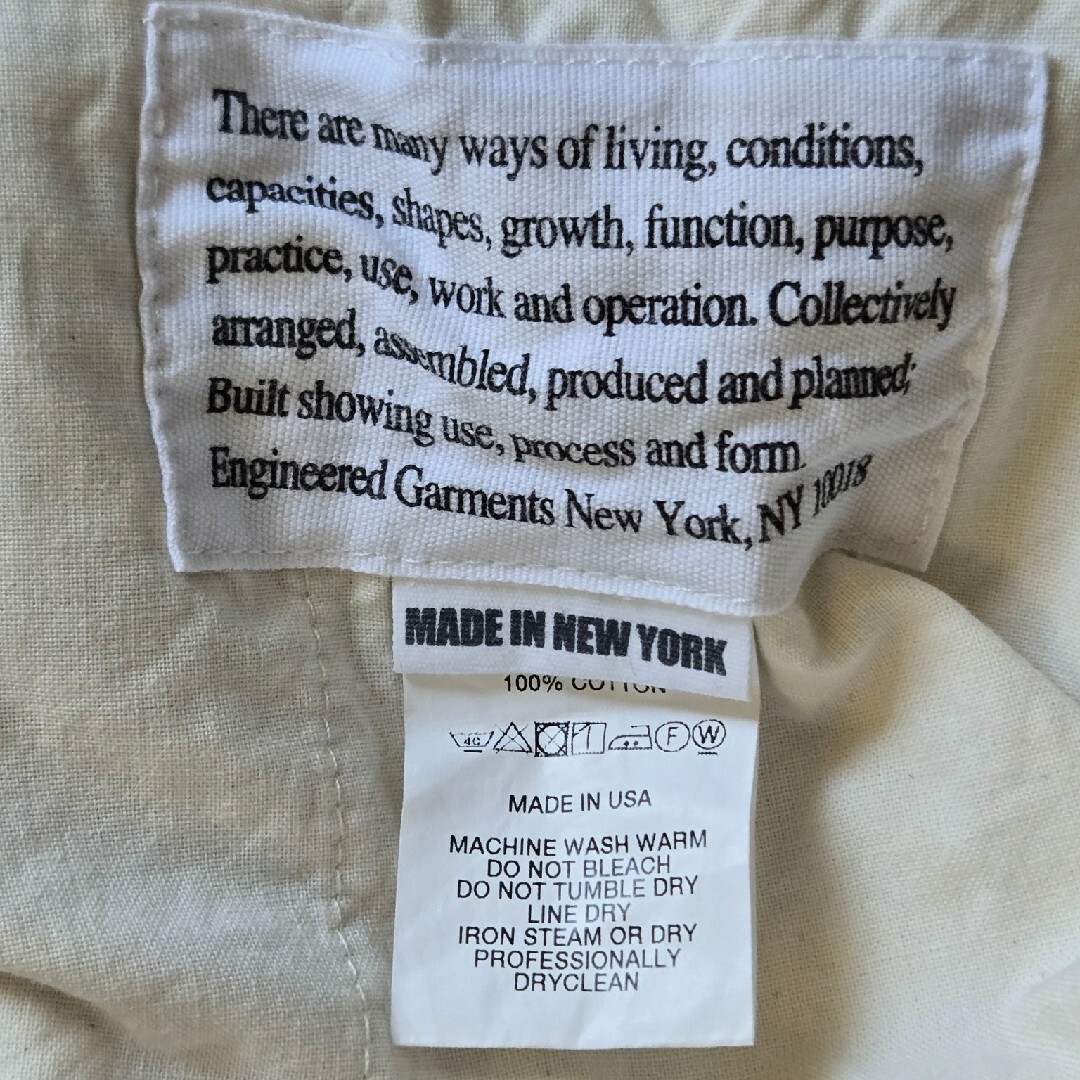 There are many ways of living, conditions,
capacities, shapes, growth, function, purpose,
practice, use, work and operation. Collectively
arranged, assembled, produced and planned;
Built showing use, process and form.
Engineered Garments New York, NY 10018
MADE IN NEW YORK
100% COTTON
40 F W
MADE IN USA
MACHINE WASH WARM
DO NOT BLEACH
DO NOT TUMBLE DRY
LINE DRY
IRON STEAM OR DRY
PROFESSIONALLY
DRYCLEAN